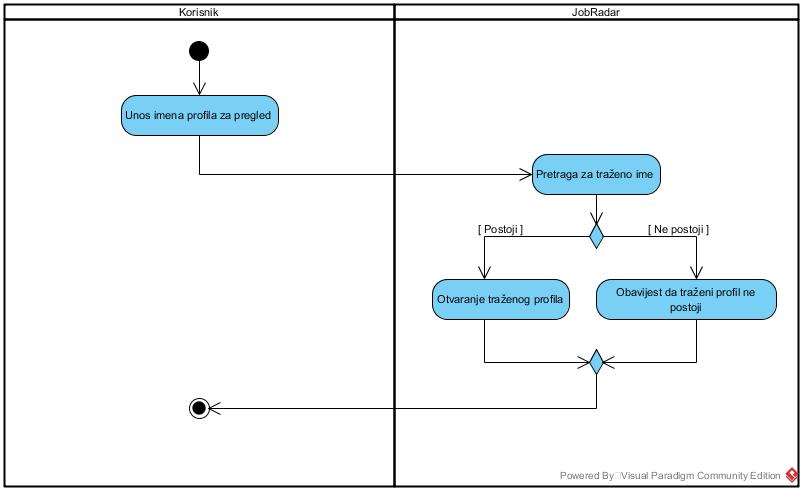 Korisnik
JobRadar
Unos imena profila za pregled
Pretraga za traženo ime
[ Postoji ]
[ Ne postoji ]
Otvaranje traženog profila
Obavijest da traženi profil ne
postoji
Powered By Visual Paradigm Community Edition